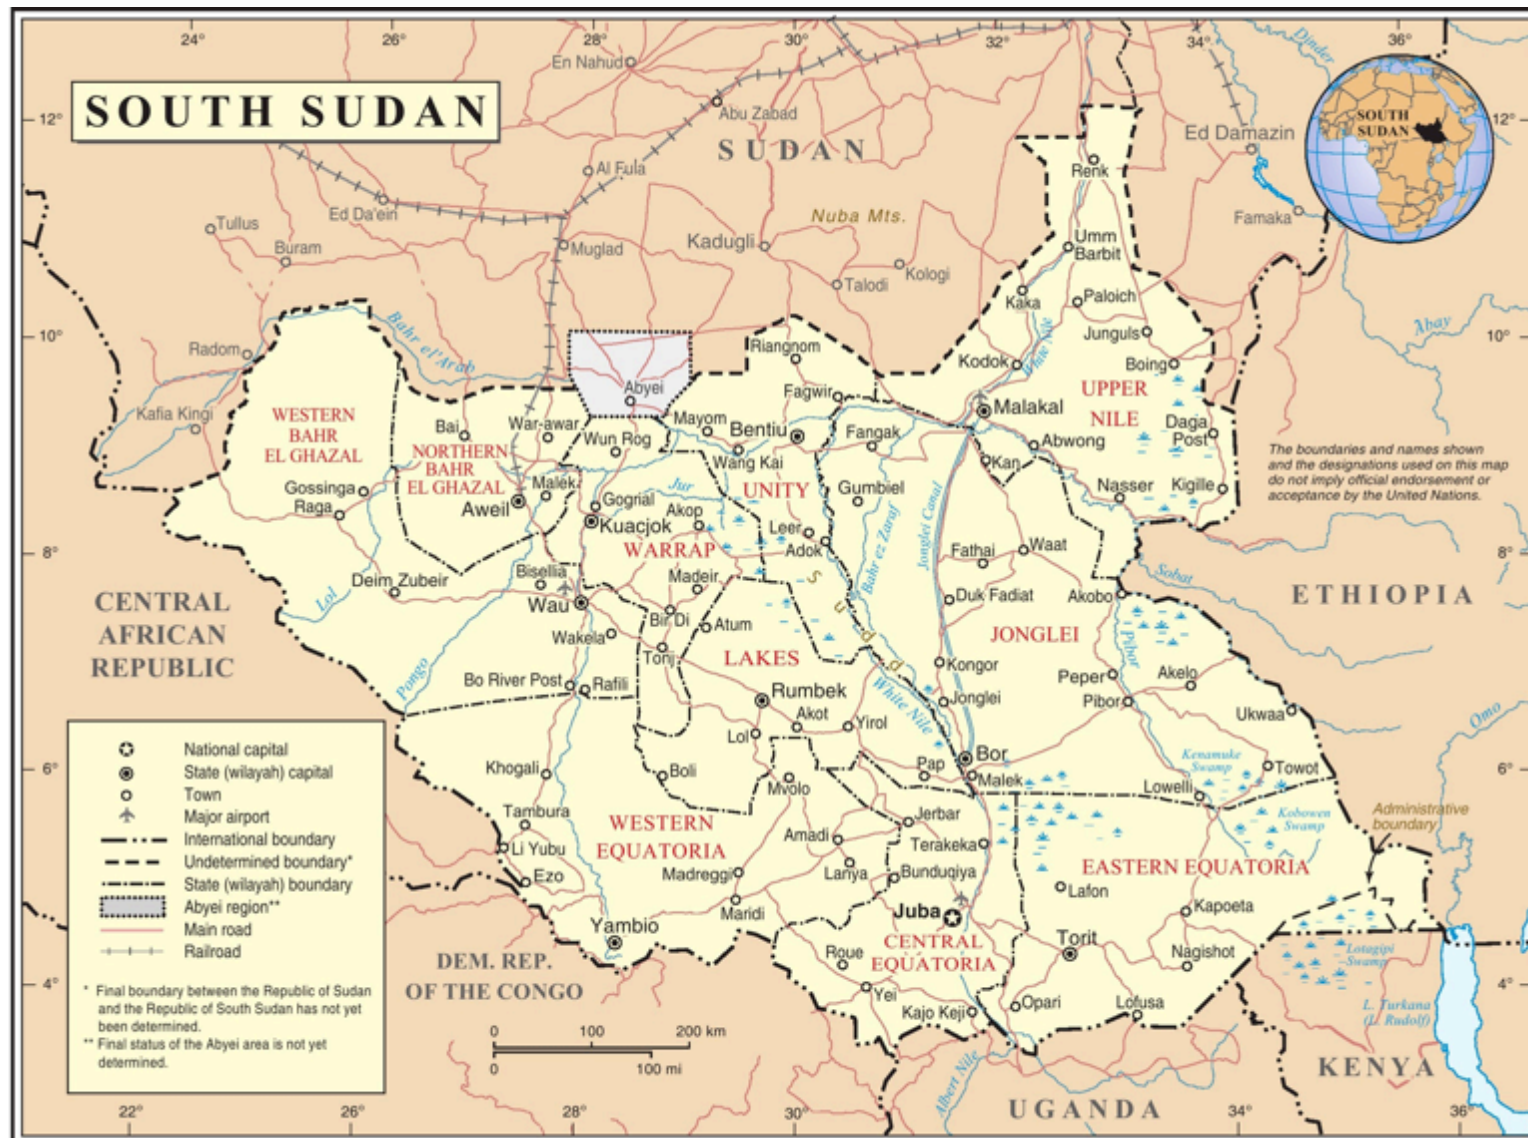 24°
26°
28°
30°
32°
34°
36°
En Nahud
Dinder
SOUTH SUDAN
Abu Zabad
12°
SUDAN
Ed Damazin
SOUTH
SUDAN
12°
Al Fula
Renk
Ed Da'ein
Nuba Mts.
Famaka
Tullus
Buram
Muglad
Kadugli
Umm
Barbit
Kologi
Talodi
Kaka
Paloich
10°
Bahr el'Arab
White Nile
Junguls
Abay
10°
Radom
Riangnom
Kodok
Boing
Abyei
Fagwir
UPPER
NILE
Kafia Kingi
WESTERN
BAHR
EL GHAZAL
Bai
War-awar
Mayom
Bentiu
Malakal
Daga
Post
NORTHERN
BAHR
EL GHAZAL
Wun Rog
Wang Kai
Fangak
Abwong
Kan
The boundaries and names shown
and the designations used on this map
do not imply official endorsement or
acceptance by the United Nations.
Gossinga
Raga
Malek
Aweil
Gogrial
Kuacjok
Jur
UNITY
Gumbiel
Nasser
Kigille
Akop
WARRAP
Leer
Adok
Bahr ez Zaraf
Jonglei Canal
Fathai
Waat
8°
8°
Deim Zubeir
Bisellia
Madeir
Sudd
Sobat
ETHIOPIA
CENTRAL
AFRICAN
REPUBLIC
Lol
Wau
Bir Di
Atum
Duk Fadiat
Akobo
Wakela
Tonj
LAKES
JONGLEI
Pibor
Pongo
Bo River Post
Rafili
Rumbek
White Nile
Kongor
Peper
Akelo
Jonglei
Pibor
Ukwaa
Omo
Akot
Yirol
Lol
National capital
State (wilayah) capital
Town
Major airport
International boundary
Undetermined boundary*
State (wilayah) boundary
Abyei region**
Main road
Railroad
* Final boundary between the Republic of Sudan
and the Republic of South Sudan has not yet
been determined.
** Final status of the Abyei area is not yet
determined.
Khogali
Boli
Mvolo
Pap
Bor
Malek
Kenamuke
Swamp
Towot
6°
6°
Lowelli
Tambura
Li Yubu
Ezo
WESTERN
EQUATORIA
Amadi
Jerbar
Terakeka
Kobowen
Swamp
Administrative
boundary
Madreggi
Lanya
Bunduqiya
EASTERN EQUATORIA
Lafon
Maridi
Juba
Kapoeta
Yambio
CENTRAL
EQUATORIA
Torit
Nagishot
Lotagipi
Swamp
DEM. REP.
OF THE CONGO
Roue
Yei
Kajo Keji
Opari
Lofusa
4°
4°
L. Turkana
(L. Rudolf)
0
100
200 km
0
100 mi
Albert Nile
UGANDA
KENYA
22°
26°
28°
30°
34°
36°